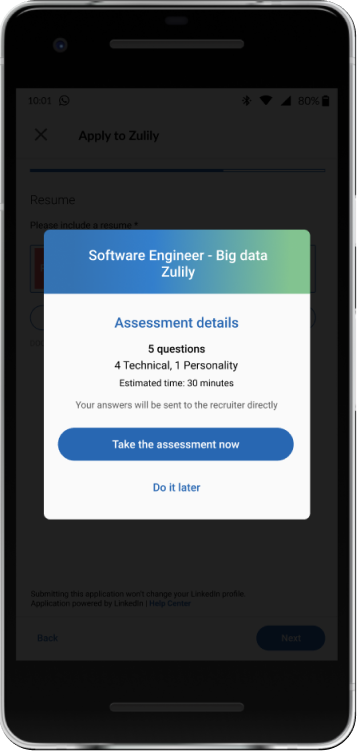 10:01
80%
Apply to Zulily
Resume
Please include a resume *
Software Engineer - Big data
Zulily
Assessment details
5 questions
4 Technical, 1 Personality
Estimated time: 30 minutes
Your answers will be sent to the recruiter directly
Take the assessment now
Do it later
Submitting this application won't change your LinkedIn profile
Application powered by LinkedIn | Help Center
Back
Next